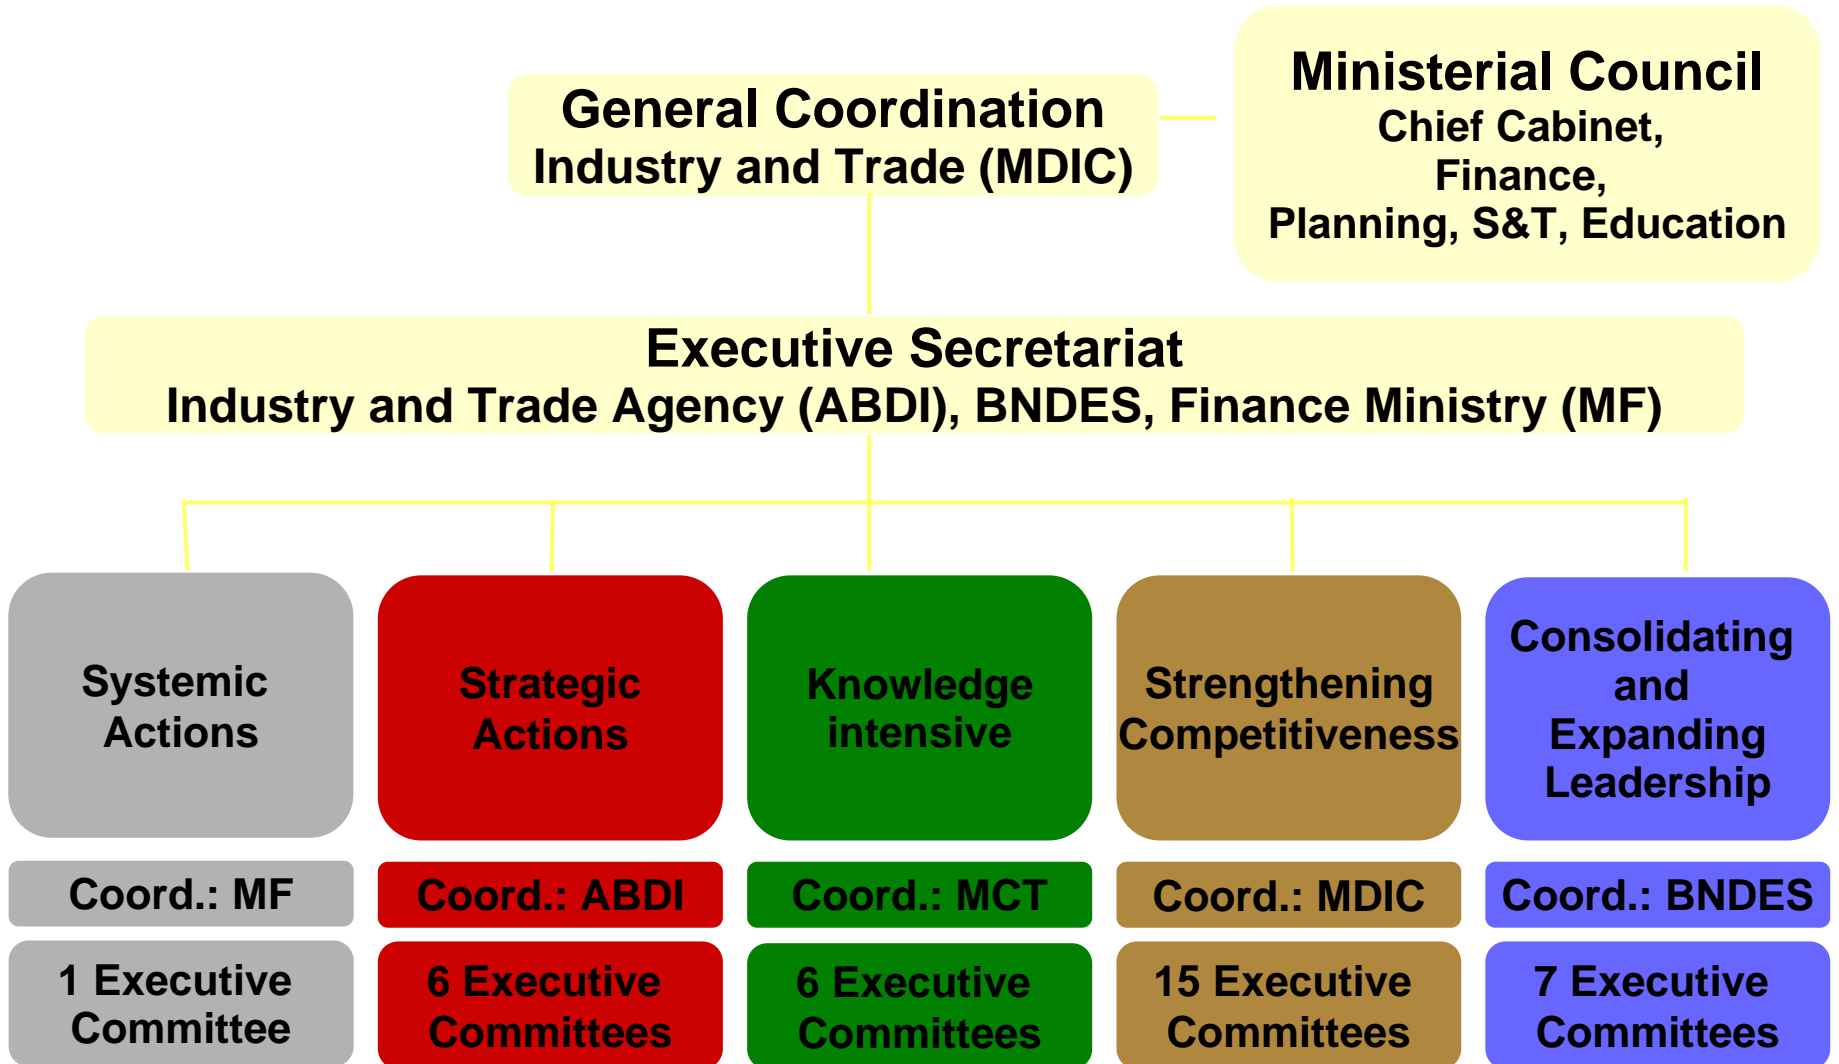 General Coordination
Industry and Trade (MDIC)
Ministerial Council
Chief Cabinet,
Finance,
Planning, S&T, Education
Executive Secretariat
Industry and Trade Agency (ABDI), BNDES, Finance Ministry (MF)
Systemic
Actions
Strategic
Actions
Knowledge
intensive
Strengthening
Competitiveness
Consolidating
and
Expanding
Leadership
Coord.: MF
Coord.: ABDI
Coord.: MCT
Coord.: MDIC
Coord.: BNDES
1 Executive
Committee
6 Executive
Committees
6 Executive
Committees
15 Executive
Committees
7 Executive
Committees